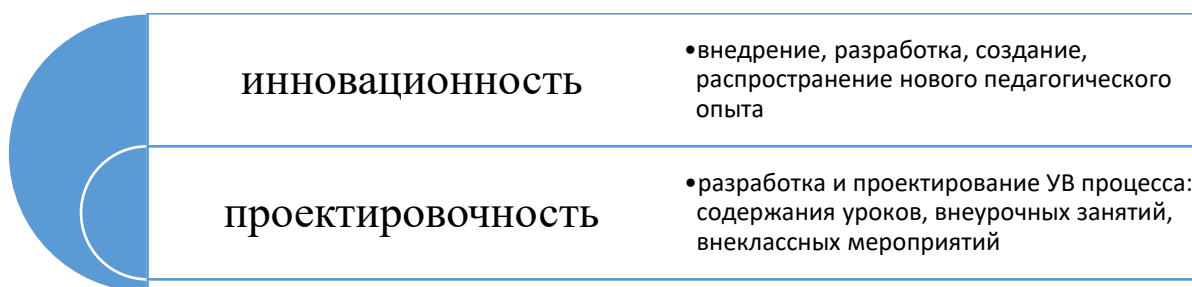 инновационность
•внедрение, разработка, создание,
распространение нового педагогического
опыта
проектировочность
•разработка и проектирование УВ процесса:
содержания уроков, внеурочных занятий,
внеклассных мероприятий